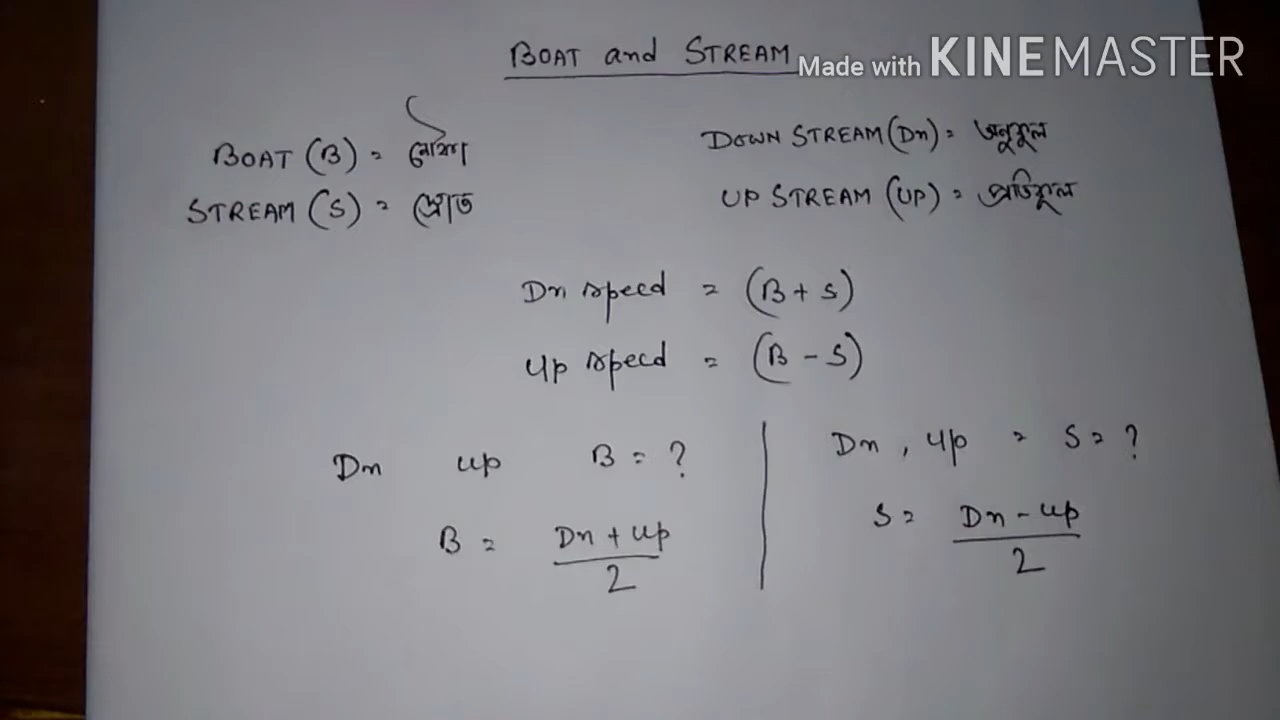 BOAT and STREAM
Made with KINEMASTER
BOAT (B) = নৌকা
STREAM (S) = স্রোত
DOWN STREAM (Dn) = অনুকূল
UP STREAM (UP) = প্রতিকূল
Dn speed = (B + S)
Up speed = (B - S)
Dn up B = ?
B = Dn + up / 2
Dn, up = S = ?
S = Dn - up / 2